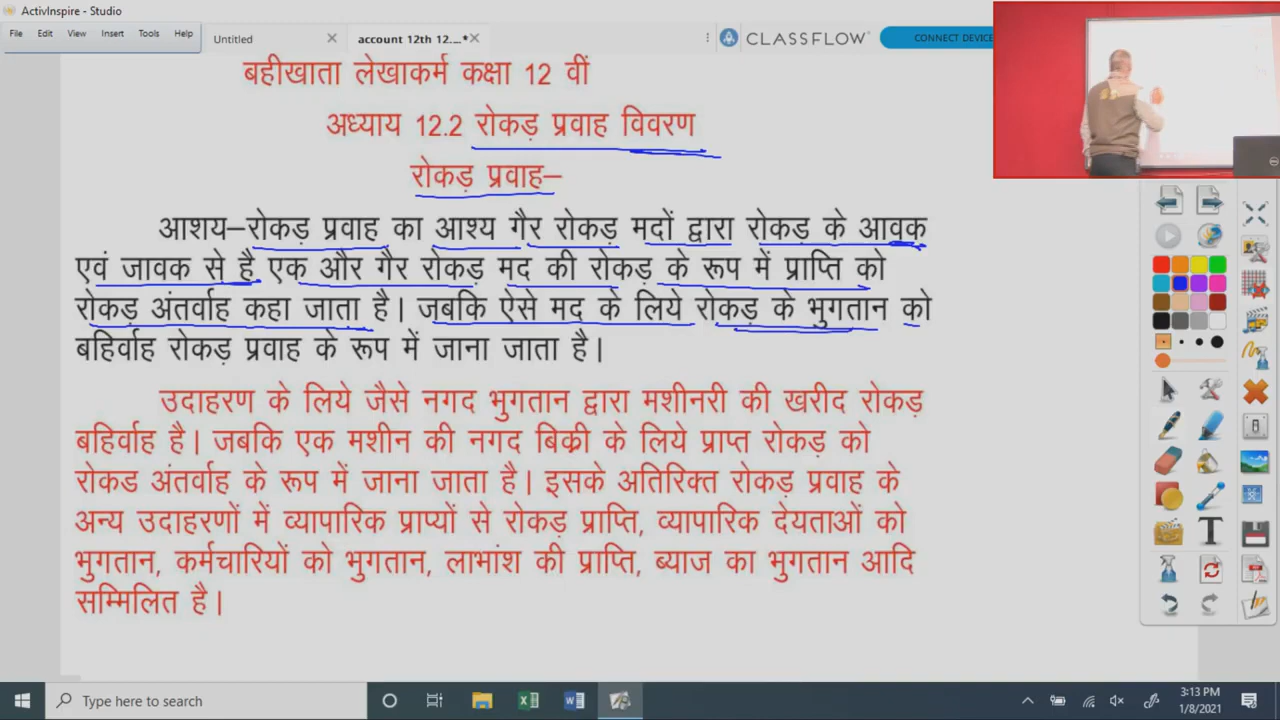 ActivInspire - Studio
File Edit View Insert Tools Help
Untitled
account 12th 12....*
CLASSFLOW
CONNECT DEVICE
बहीखाता लेखाकर्म कक्षा 12 वीं
अध्याय 12.2 रोकड़ प्रवाह विवरण
रोकड़ प्रवाह–
आशय–रोकड़ प्रवाह का आश्य गैर रोकड़ मदों द्वारा रोकड़ के आवक
एवं जावक से है एक और गैर रोकड़ मद की रोकड़ के रूप में प्राप्ति को
रोकड़ अंतर्वाह कहा जाता है। जबकि ऐसे मद के लिये रोकड़ के भुगतान को
बहिर्वाह रोकड़ प्रवाह के रूप में जाना जाता है।
उदाहरण के लिये जैसे नगद भुगतान द्वारा मशीनरी की खरीद रोकड़
बहिर्वाह है। जबकि एक मशीन की नगद बिक्री के लिये प्राप्त रोकड़ को
रोकड अंतर्वाह के रूप में जाना जाता है। इसके अतिरिक्त रोकड़ प्रवाह के
अन्य उदाहरणों में व्यापारिक प्राप्यों से रोकड़ प्राप्ति, व्यापारिक देयताओं को
भुगतान, कर्मचारियों को भुगतान, लाभांश की प्राप्ति, ब्याज का भुगतान आदि
सम्मिलित है।
Type here to search
3:13 PM
1/8/2021